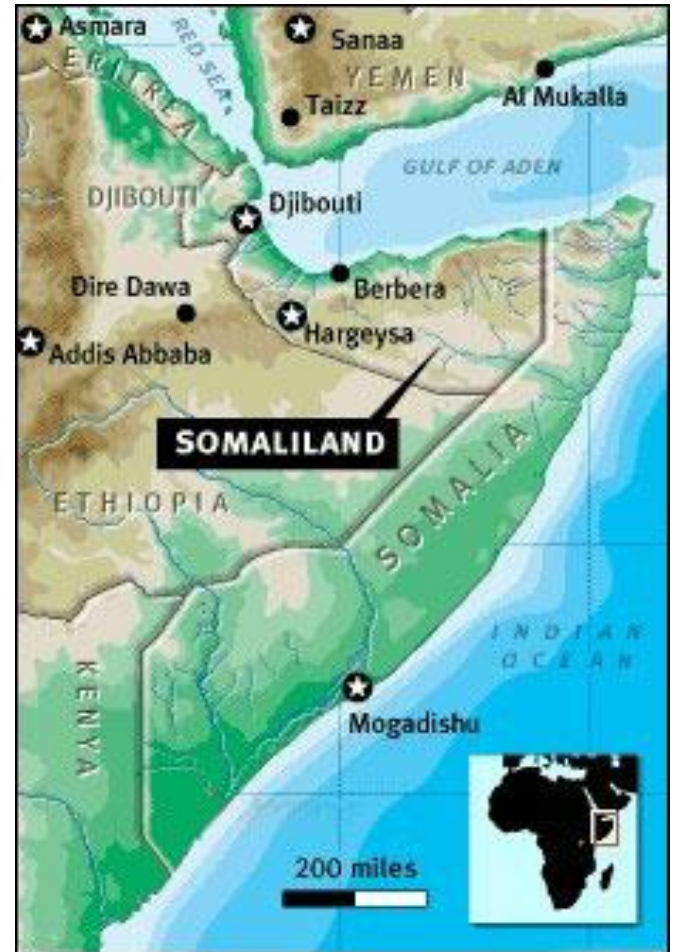 Asmara
ERITREA
RED SEA
Sanaa
YEMEN
Taizz
Al Mukalla
GULF OF ADEN
DJIBOUTI
Djibouti
Dire Dawa
Berbera
Hargeysa
Addis Abbaba
SOMALILAND
ETHIOPIA
SOMALIA
INDIAN
OCEAN
KENYA
Mogadishu
200 miles